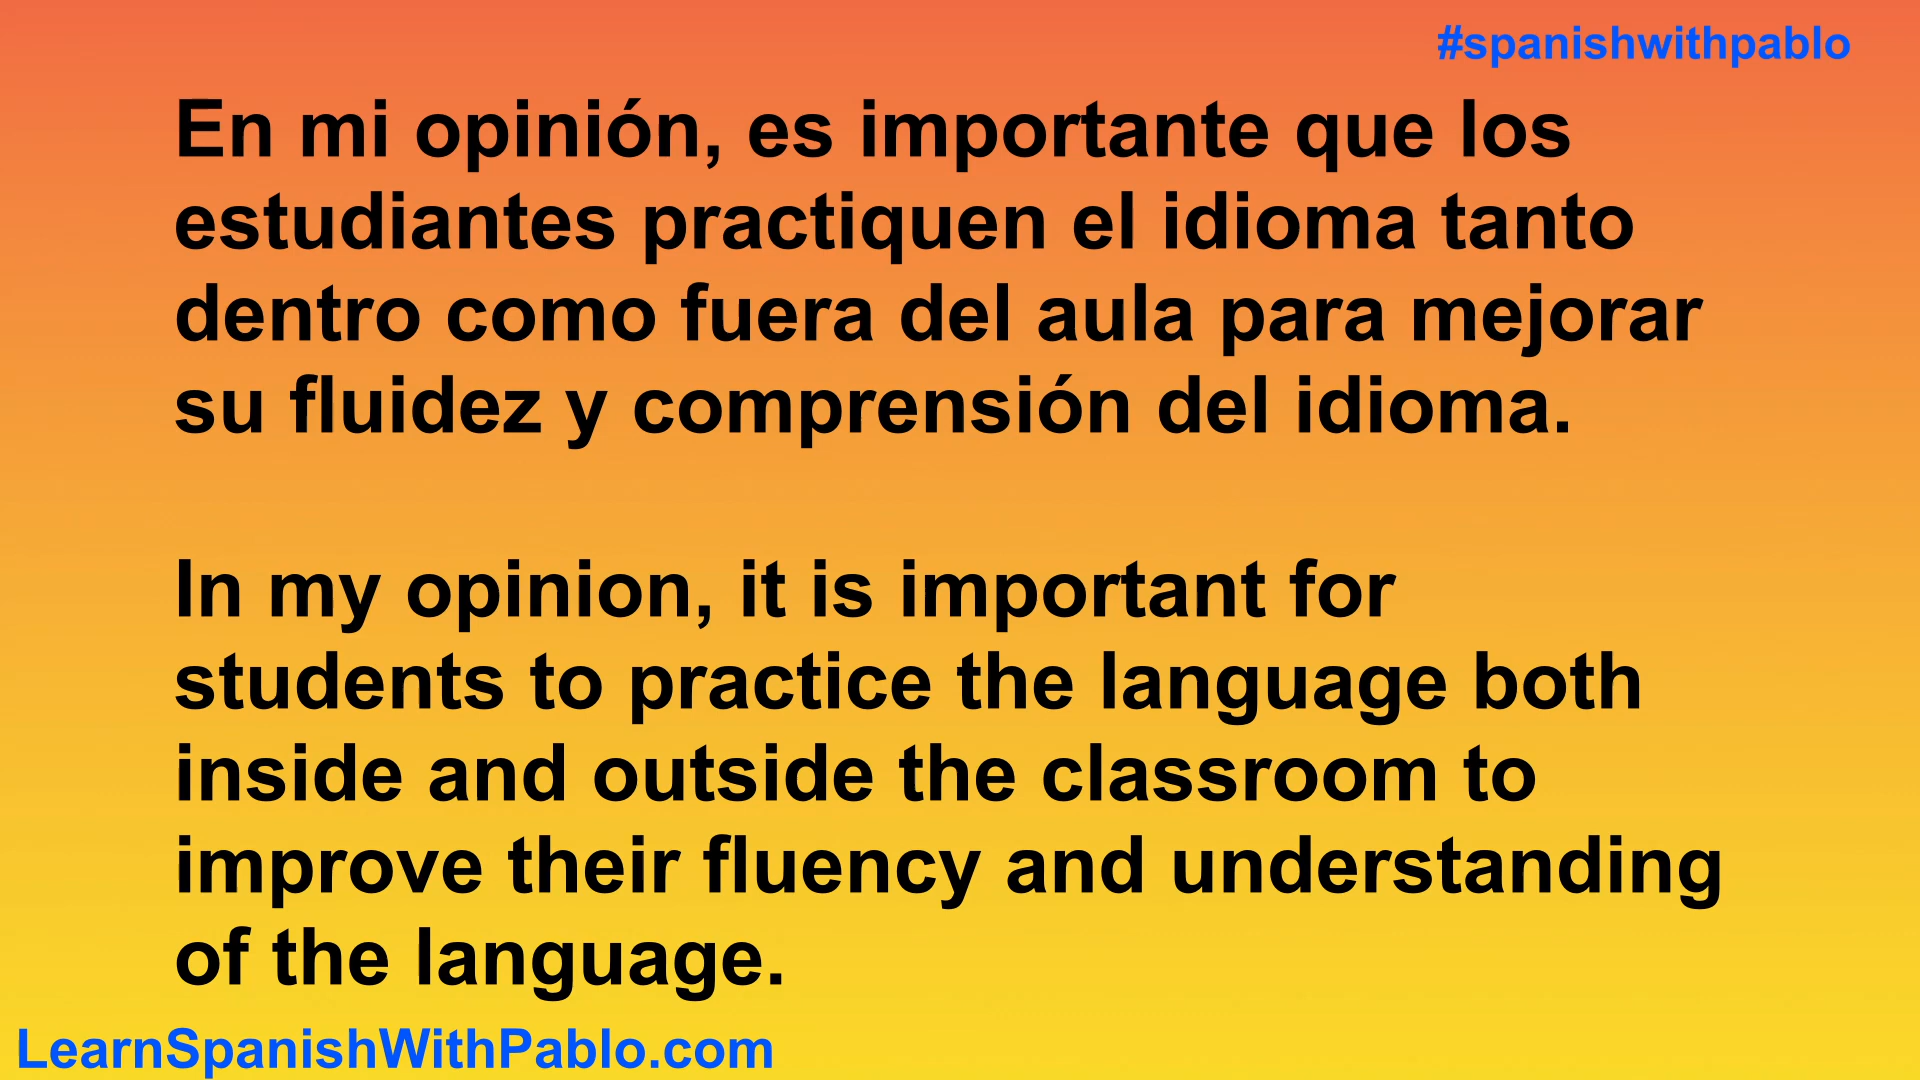 #spanishwithpablo
En mi opinión, es importante que los
estudiantes practiquen el idioma tanto
dentro como fuera del aula para mejorar
su fluidez y comprensión del idioma.
In my opinion, it is important for
students to practice the language both
inside and outside the classroom to
improve their fluency and understanding
of the language.
LearnSpanishWithPablo.com